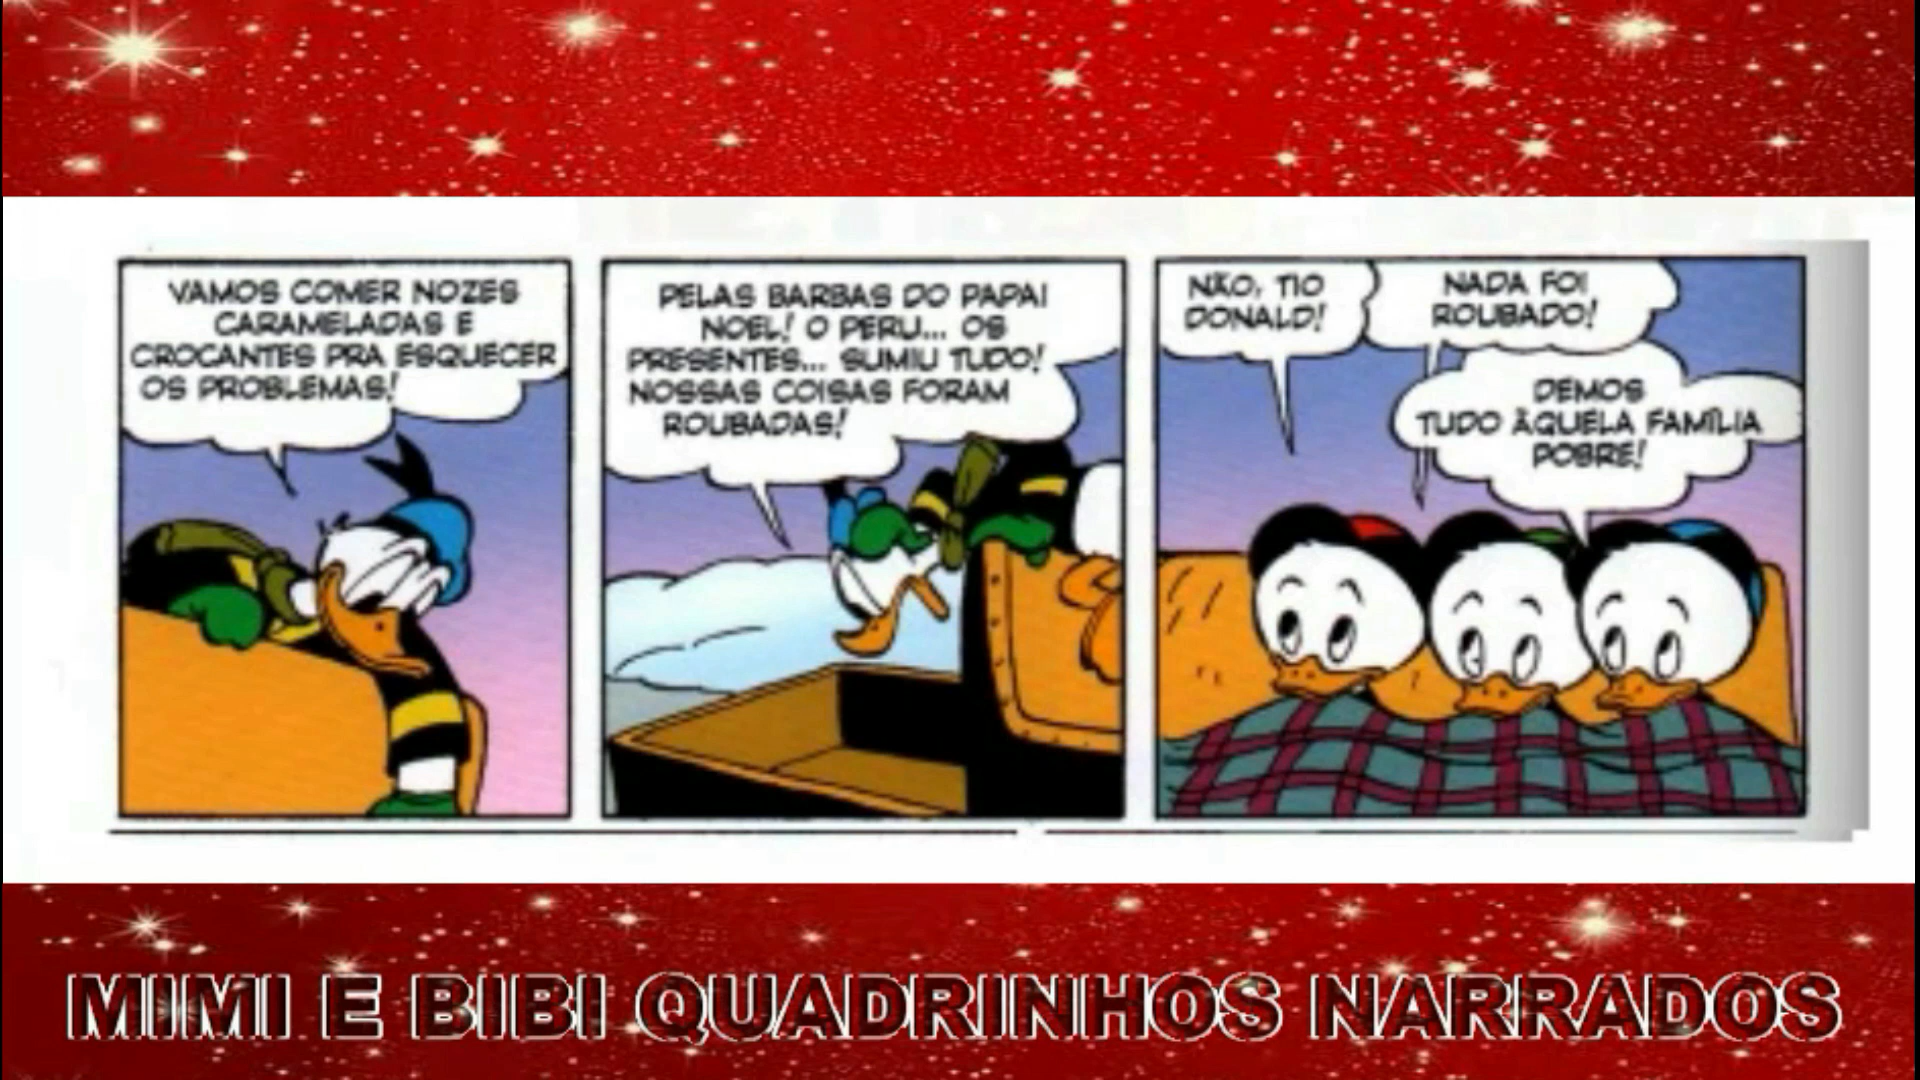 VAMOS COMER NOZES
CARAMELADAS E
CROCANTES PRA ESQUECER
OS PROBLEMAS!
PELAS BARBAS DO PAPAI
NOEL! O PERU... OS
PRESENTES... SUMIU TUDO!
NOSSAS COISAS FORAM
ROUBADAS!
NÃO, TIO
DONALD!
NADA FOI
ROUBADO!
DEMOS
TUDO ÀQUELA FAMÍLIA
POBRE!
MIMI E BIBI QUADRINHOS NARRADOS